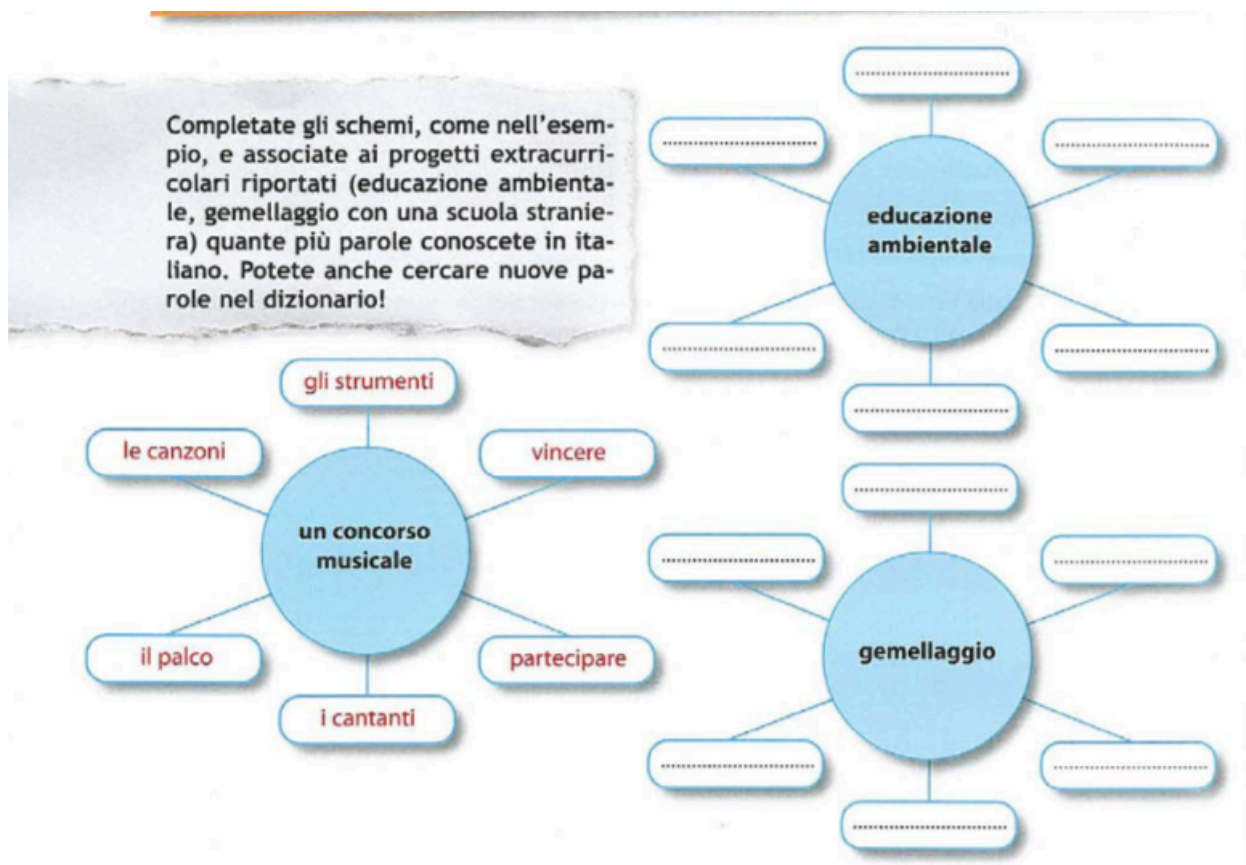 Completate gli schemi, come nell'esem-
pio, e associate ai progetti extracurri-
colari riportati (educazione ambienta-
le, gemellaggio con una scuola stranie-
ra) quante più parole conoscete in ita-
liano. Potete anche cercare nuove pa-
role nel dizionario!
educazione
ambientale
gli strumenti
le canzoni
vincere
un concorso
musicale
il palco
partecipare
i cantanti
gemellaggio